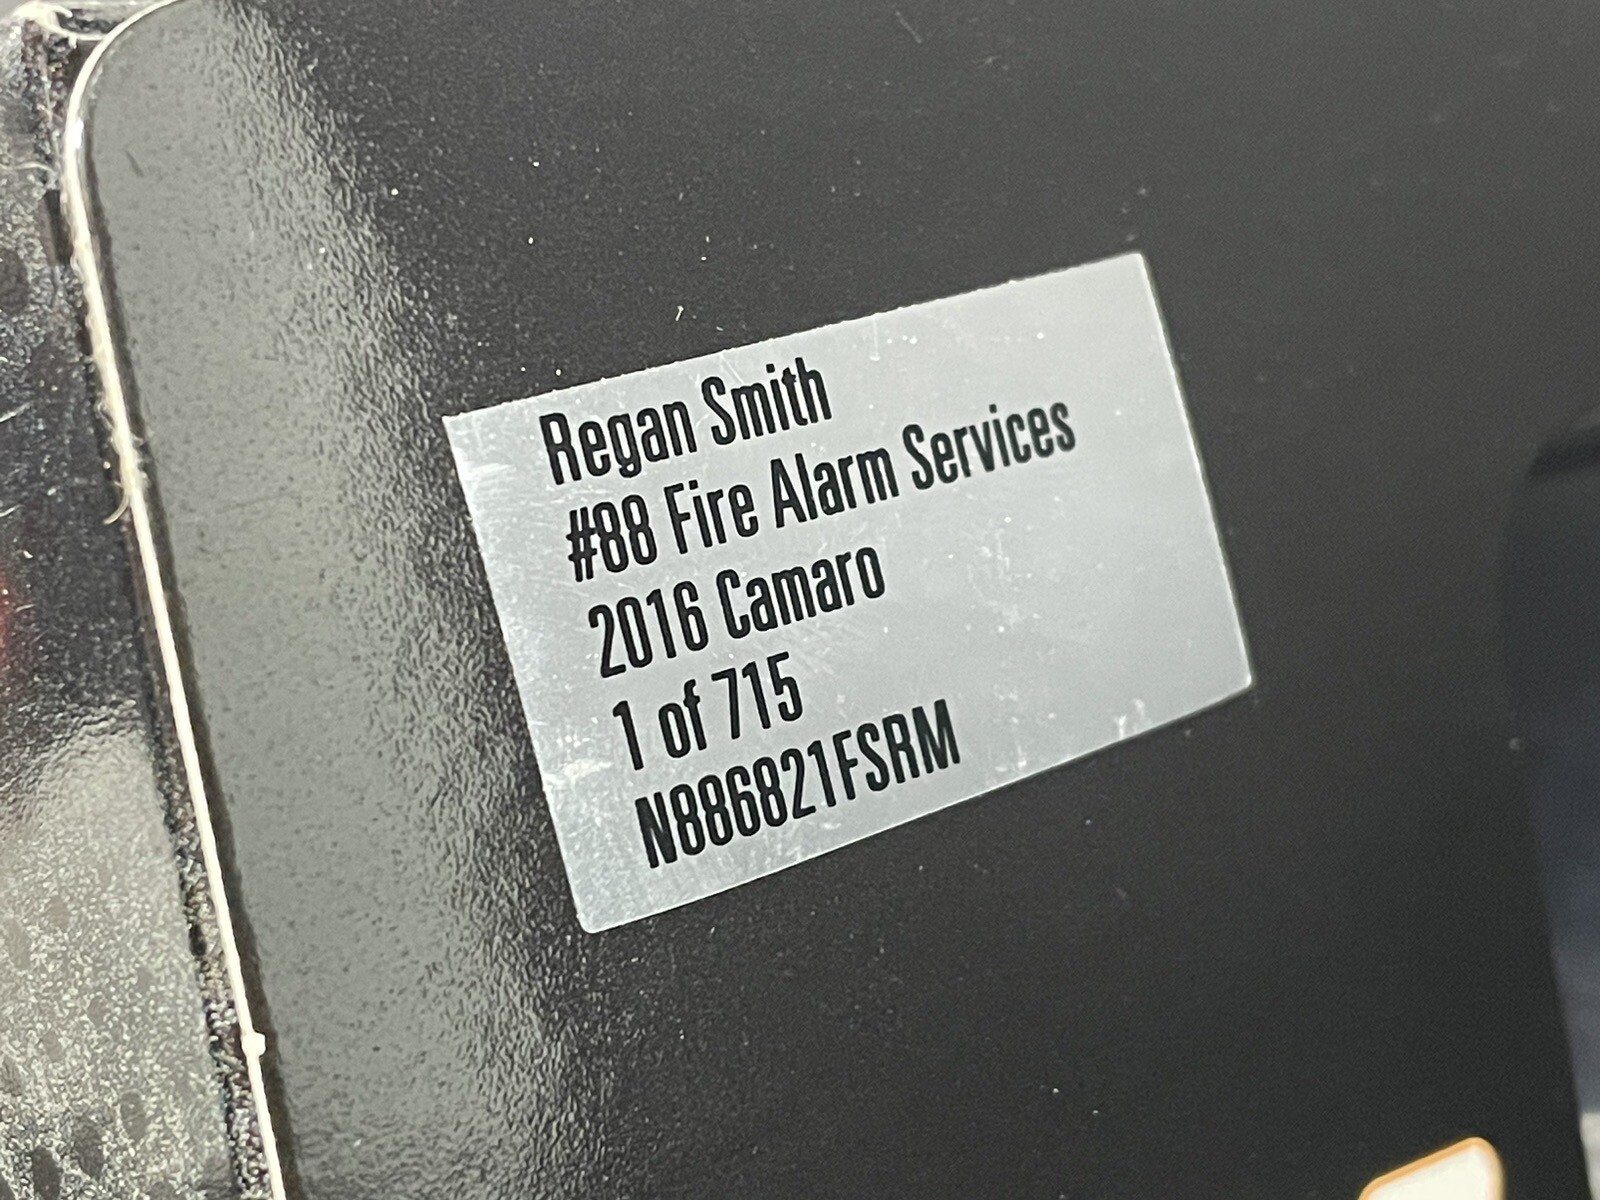 Regan Smith
#88 Fire Alarm Services
2016 Camaro
1 of 715
N886821FSRM